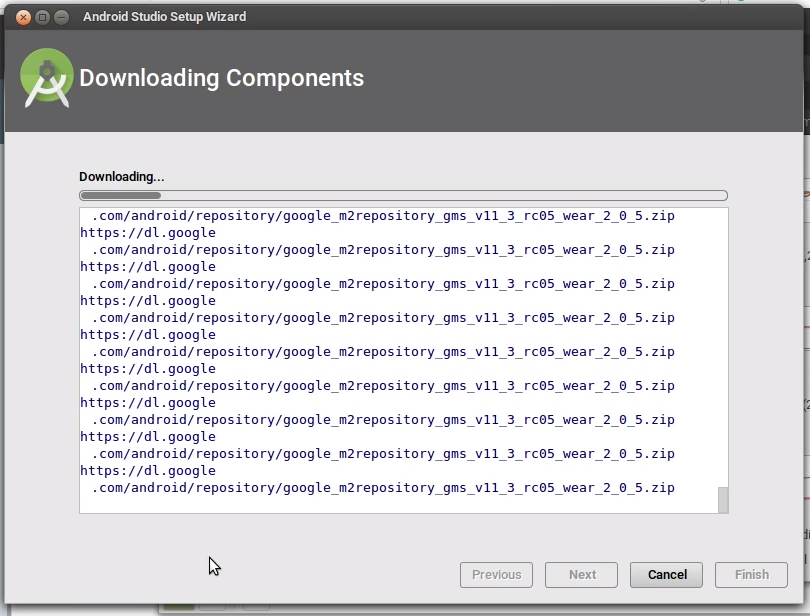 Android Studio Setup Wizard
Downloading Components
Downloading...
.com/android/repository/google_m2repository_gms_v11_3_rc05_wear_2_0_5.zip
https://dl.google
.com/android/repository/google_m2repository_gms_v11_3_rc05_wear_2_0_5.zip
https://dl.google
.com/android/repository/google_m2repository_gms_v11_3_rc05_wear_2_0_5.zip
https://dl.google
.com/android/repository/google_m2repository_gms_v11_3_rc05_wear_2_0_5.zip
https://dl.google
.com/android/repository/google_m2repository_gms_v11_3_rc05_wear_2_0_5.zip
https://dl.google
.com/android/repository/google_m2repository_gms_v11_3_rc05_wear_2_0_5.zip
https://dl.google
.com/android/repository/google_m2repository_gms_v11_3_rc05_wear_2_0_5.zip
https://dl.google
.com/android/repository/google_m2repository_gms_v11_3_rc05_wear_2_0_5.zip
https://dl.google
.com/android/repository/google_m2repository_gms_v11_3_rc05_wear_2_0_5.zip
Previous Next Cancel Finish